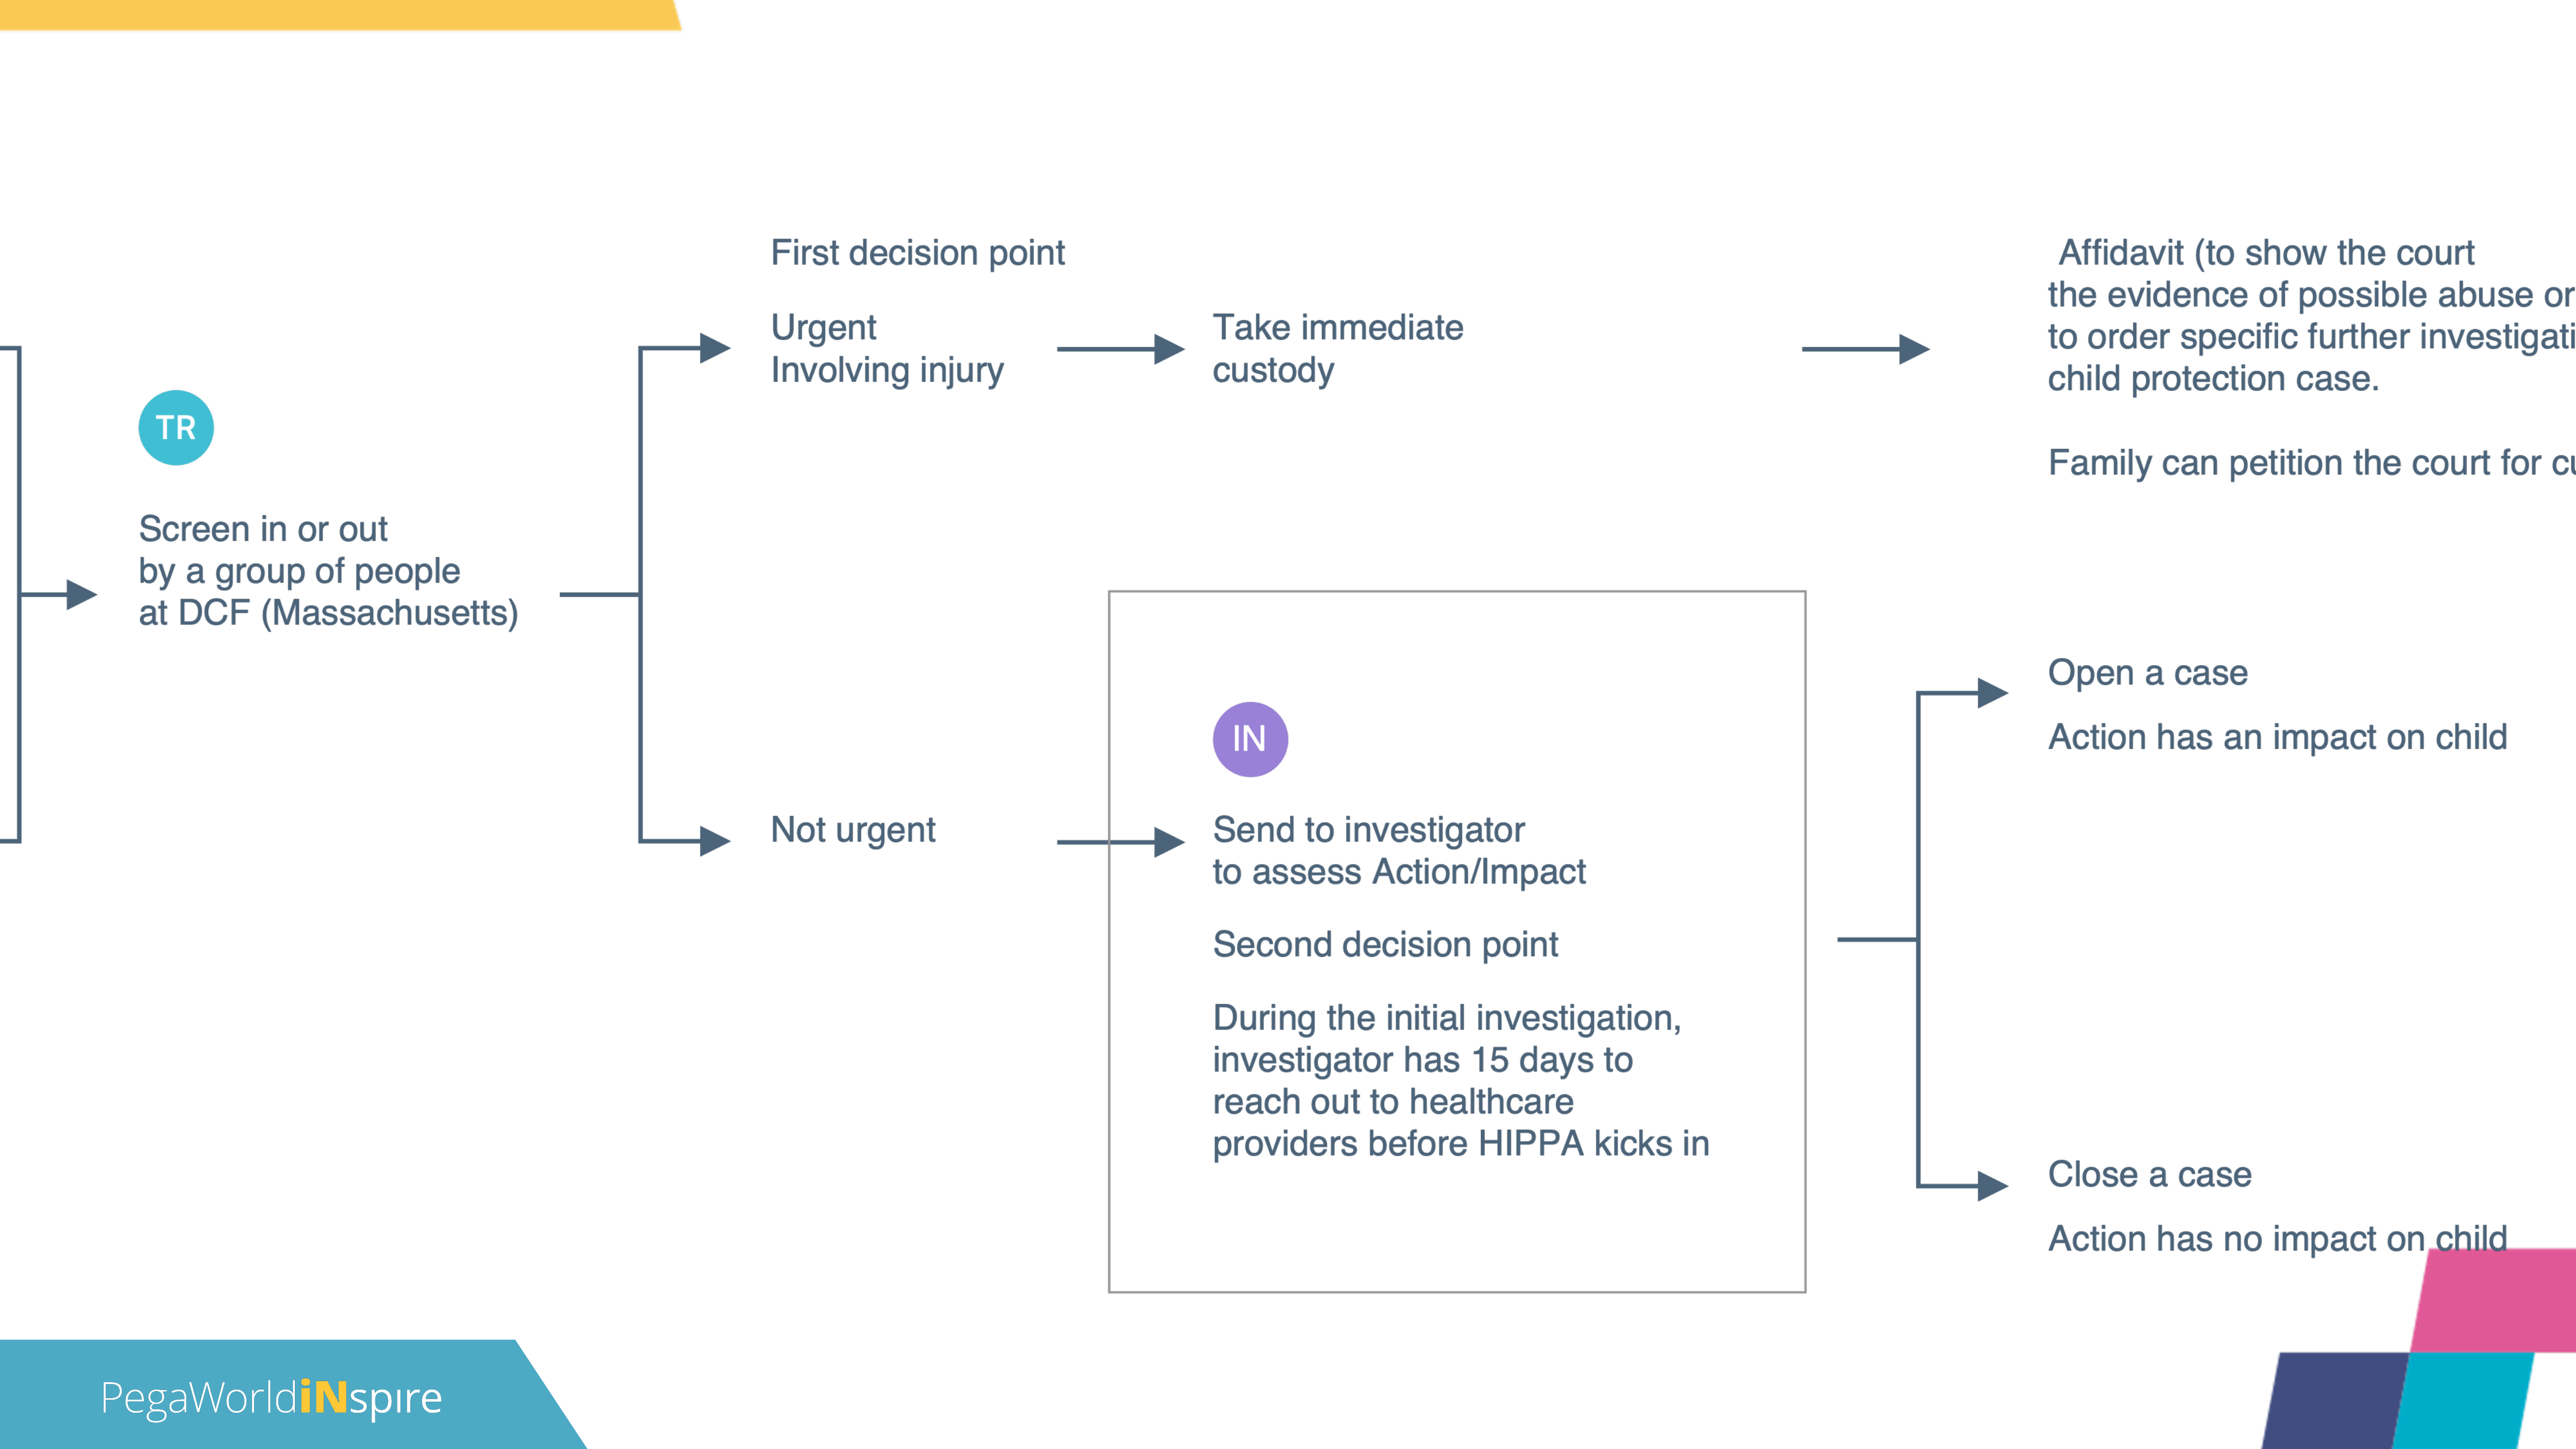 TR
Screen in or out
by a group of people
at DCF (Massachusetts)
First decision point
Urgent
Involving injury
Take immediate
custody
Affidavit (to show the court
the evidence of possible abuse or
to order specific further investigati
child protection case.
Family can petition the court for cu
Not urgent
IN
Send to investigator
to assess Action/Impact
Second decision point
During the initial investigation,
investigator has 15 days to
reach out to healthcare
providers before HIPPA kicks in
Open a case
Action has an impact on child
Close a case
Action has no impact on child
PegaWorld iNspire